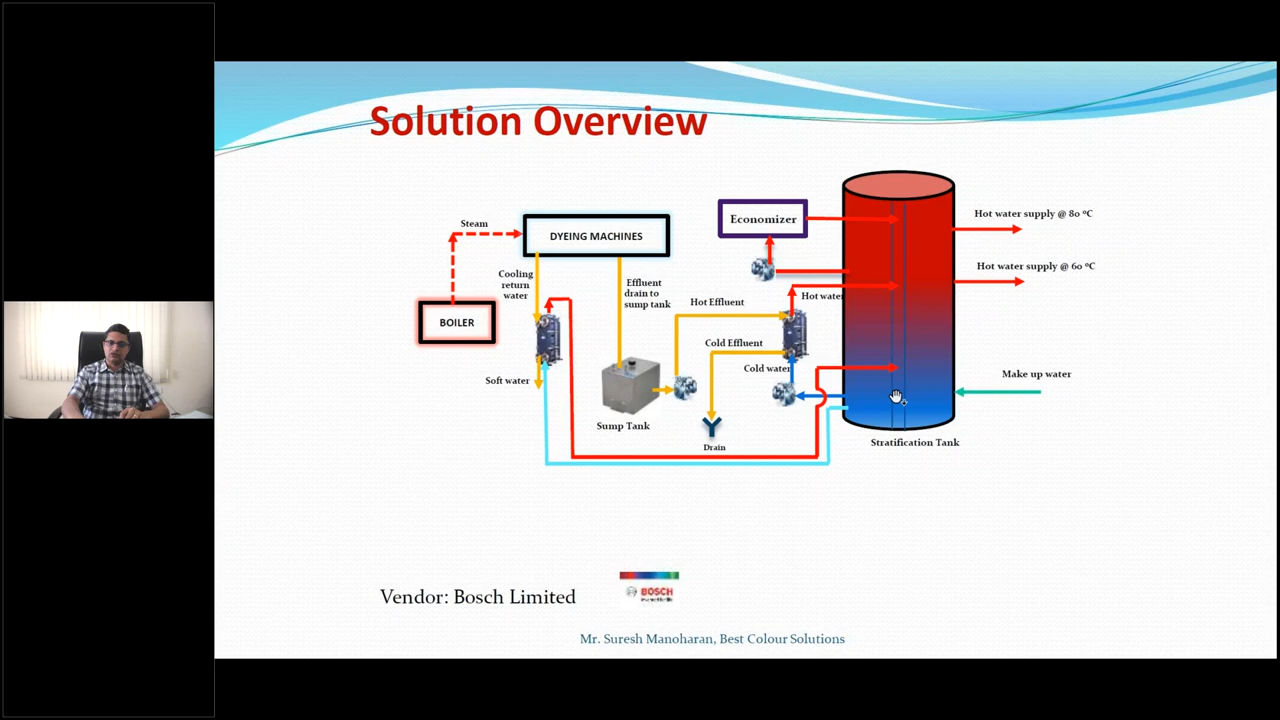 Solution Overview
Steam
DYEING MACHINES
Economizer
Hot water supply @ 80 ºC
Hot water supply @ 60 ºC
Cooling
return
water
Effluent
drain to
sump tank
Hot Effluent
Hot water
BOILER
Cold Effluent
Cold water
Soft water
Make up water
Sump Tank
Drain
Stratification Tank
Vendor: Bosch Limited
BOSCH
Mr. Suresh Manoharan, Best Colour Solutions